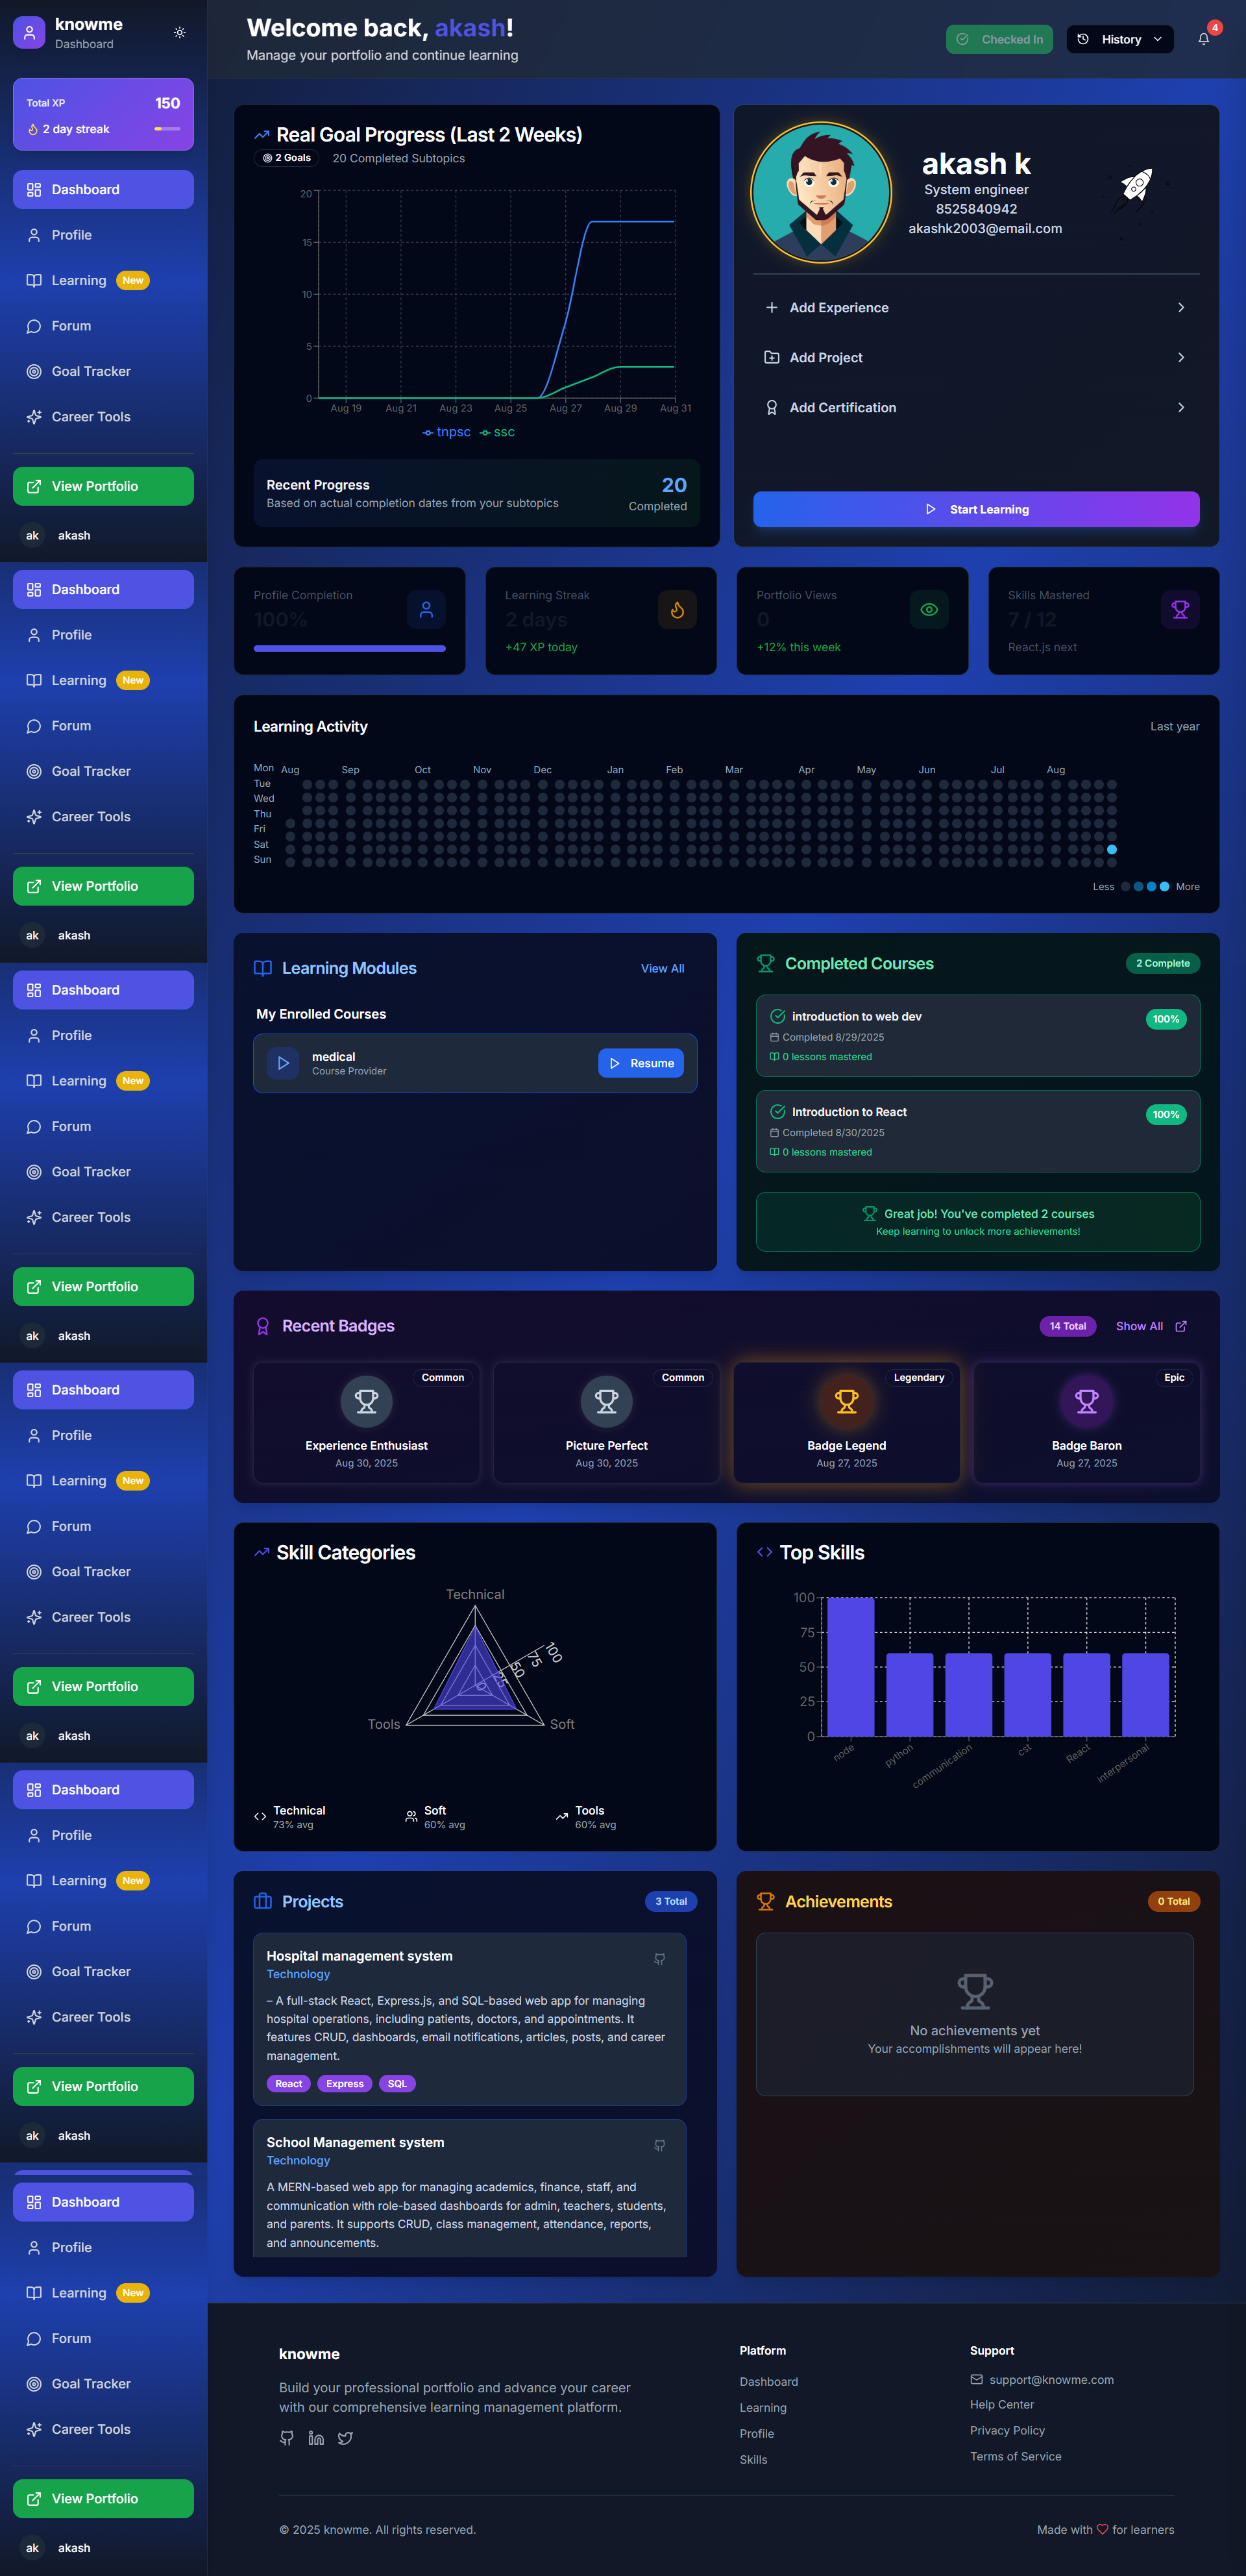 knowme
Dashboard
Total XP 150
2 day streak
Dashboard
Profile
Learning New
Forum
Goal Tracker
Career Tools
View Portfolio
ak akash
Dashboard
Profile
Learning New
Forum
Goal Tracker
Career Tools
View Portfolio
ak akash
Dashboard
Profile
Learning New
Forum
Goal Tracker
Career Tools
View Portfolio
ak akash
Dashboard
Profile
Learning New
Forum
Goal Tracker
Career Tools
View Portfolio
ak akash
Dashboard
Profile
Learning New
Forum
Goal Tracker
Career Tools
View Portfolio
ak akash
Dashboard
Profile
Learning New
Forum
Goal Tracker
Career Tools
View Portfolio
ak akash
Welcome back, akash!
Manage your portfolio and continue learning
Checked In
History
4
Real Goal Progress (Last 2 Weeks)
2 Goals 20 Completed Subtopics
20
15
10
5
0
Aug 19 Aug 21 Aug 23 Aug 25 Aug 27 Aug 29 Aug 31
tnpsc ssc
Recent Progress
Based on actual completion dates from your subtopics
20
Completed
akash k
System engineer
8525840942
akashk2003@email.com
Add Experience
Add Project
Add Certification
Start Learning
Profile Completion
100%
Learning Streak
2 days
+47 XP today
Portfolio Views
0
+12% this week
Skills Mastered
7 / 12
React.js next
Learning Activity Last year
Aug Sep Oct Nov Dec Jan Feb Mar Apr May Jun Jul Aug
Mon
Tue
Wed
Thu
Fri
Sat
Sun
Less More
Learning Modules View All
My Enrolled Courses
medical
Course Provider
Resume
Completed Courses 2 Complete
introduction to web dev 100%
Completed 8/29/2025
0 lessons mastered
Introduction to React 100%
Completed 8/30/2025
0 lessons mastered
Great job! You've completed 2 courses
Keep learning to unlock more achievements!
Recent Badges 14 Total Show All
Common
Experience Enthusiast
Aug 30, 2025
Common
Picture Perfect
Aug 30, 2025
Legendary
Badge Legend
Aug 27, 2025
Epic
Badge Baron
Aug 27, 2025
Skill Categories
Technical
Tools
Soft
0 25 50 75 100
Technical
73% avg
Soft
60% avg
Tools
60% avg
Top Skills
100
75
50
25
0
node python communication cst React interpersonal
Projects 3 Total
Hospital management system
Technology
– A full-stack React, Express.js, and SQL-based web app for managing
hospital operations, including patients, doctors, and appointments. It
features CRUD, dashboards, email notifications, articles, posts, and career
management.
React Express SQL
School Management system
Technology
A MERN-based web app for managing academics, finance, staff, and
communication with role-based dashboards for admin, teachers, students,
and parents. It supports CRUD, class management, attendance, reports,
and announcements.
Achievements 0 Total
No achievements yet
Your accomplishments will appear here!
knowme
Build your professional portfolio and advance your career
with our comprehensive learning management platform.
Platform
Dashboard
Learning
Profile
Skills
Support
support@knowme.com
Help Center
Privacy Policy
Terms of Service
© 2025 knowme. All rights reserved.
Made with ♡ for learners